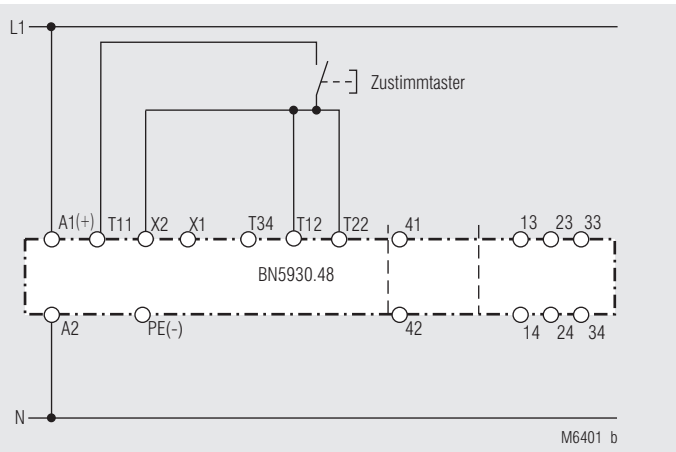 L1
Zustimmtaster
A1(+) T11 X2 X1 T34 T12 T22 41 13 23 33
BN5930.48
A2 PE(-) 42 14 24 34
N
M6401 b